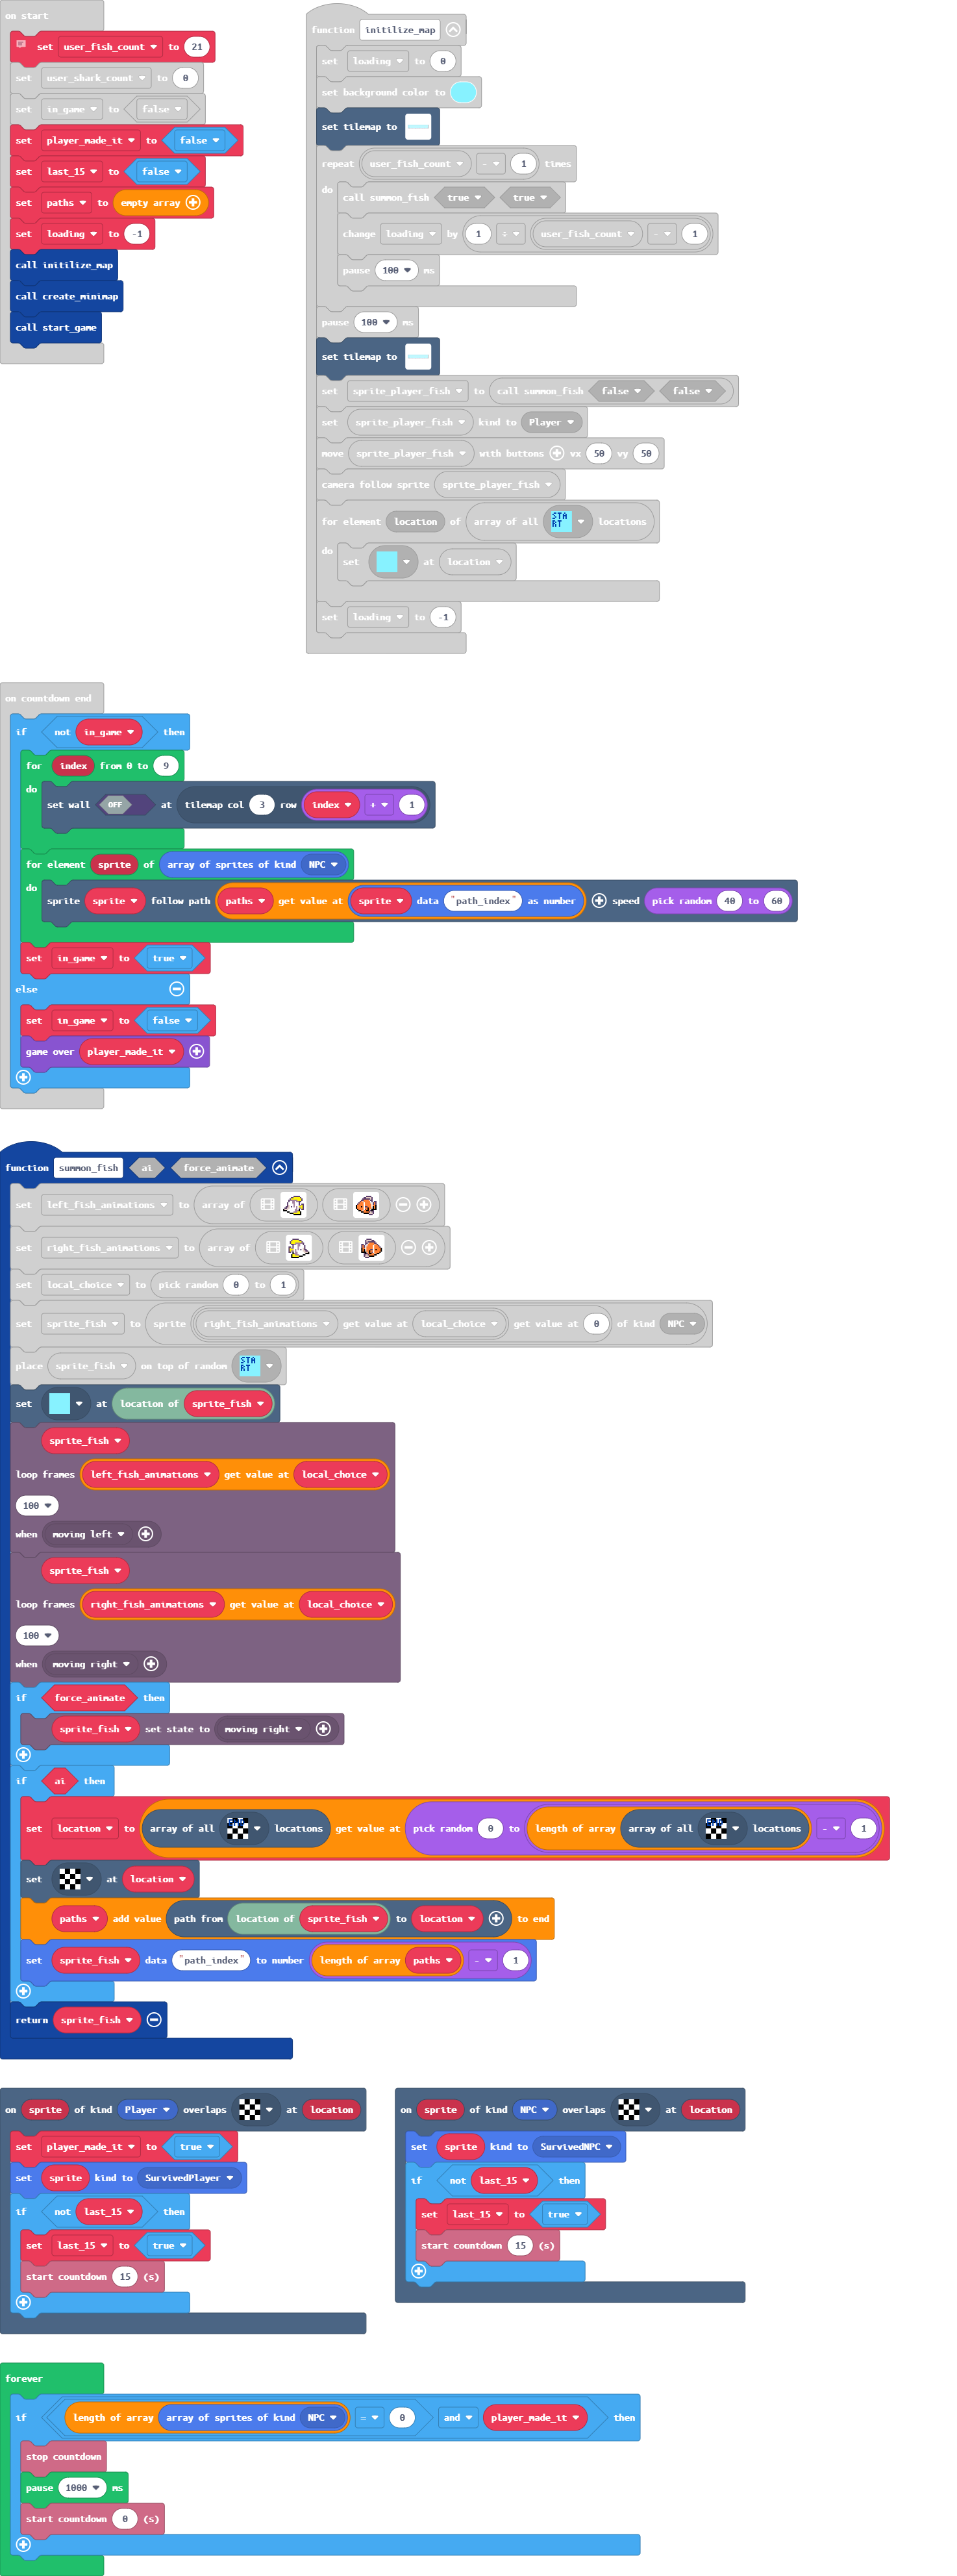 on start
set user_fish_count to 21
set user_shark_count to 0
set in_game to false
set player_made_it to false
set last_15 to false
set paths to empty array
set loading to -1
call initilize_map
call create_minimap
call start_game
function initilize_map
set loading to 0
set background color to
set tilemap to
repeat user_fish_count - 1 times
do
call summon_fish true true
change loading by 1 ÷ user_fish_count - 1
pause 100 ms
pause 100 ms
set tilemap to
set sprite_player_fish to call summon_fish false false
set sprite_player_fish kind to Player
move sprite_player_fish with buttons vx 50 vy 50
camera follow sprite sprite_player_fish
for element location of array of all START locations
do
set at location
set loading to -1
on countdown end
if not in_game then
for index from 0 to 9
do
set wall OFF at tilemap col 3 row index + 1
for element sprite of array of sprites of kind NPC
do
sprite sprite follow path paths get value at sprite data "path_index" as number speed pick random 40 to 60
set in_game to true
else
set in_game to false
game over player_made_it
function summon_fish ai force_animate
set left_fish_animations to array of
set right_fish_animations to array of
set local_choice to pick random 0 to 1
set sprite_fish to sprite right_fish_animations get value at local_choice get value at 0 of kind NPC
place sprite_fish on top of random START
set at location of sprite_fish
sprite_fish
loop frames left_fish_animations get value at local_choice
100
when moving left
sprite_fish
loop frames right_fish_animations get value at local_choice
100
when moving right
if force_animate then
sprite_fish set state to moving right
if ai then
set location to array of all locations get value at pick random 0 to length of array array of all locations - 1
set at location
paths add value path from location of sprite_fish to location to end
set sprite_fish data "path_index" to number length of array paths - 1
return sprite_fish
on sprite of kind Player overlaps at location
set player_made_it to true
set sprite kind to SurvivedPlayer
if not last_15 then
set last_15 to true
start countdown 15 (s)
on sprite of kind NPC overlaps at location
set sprite kind to SurvivedNPC
if not last_15 then
set last_15 to true
start countdown 15 (s)
forever
if length of array array of sprites of kind NPC = 0 and player_made_it then
stop countdown
pause 1000 ms
start countdown 0 (s)